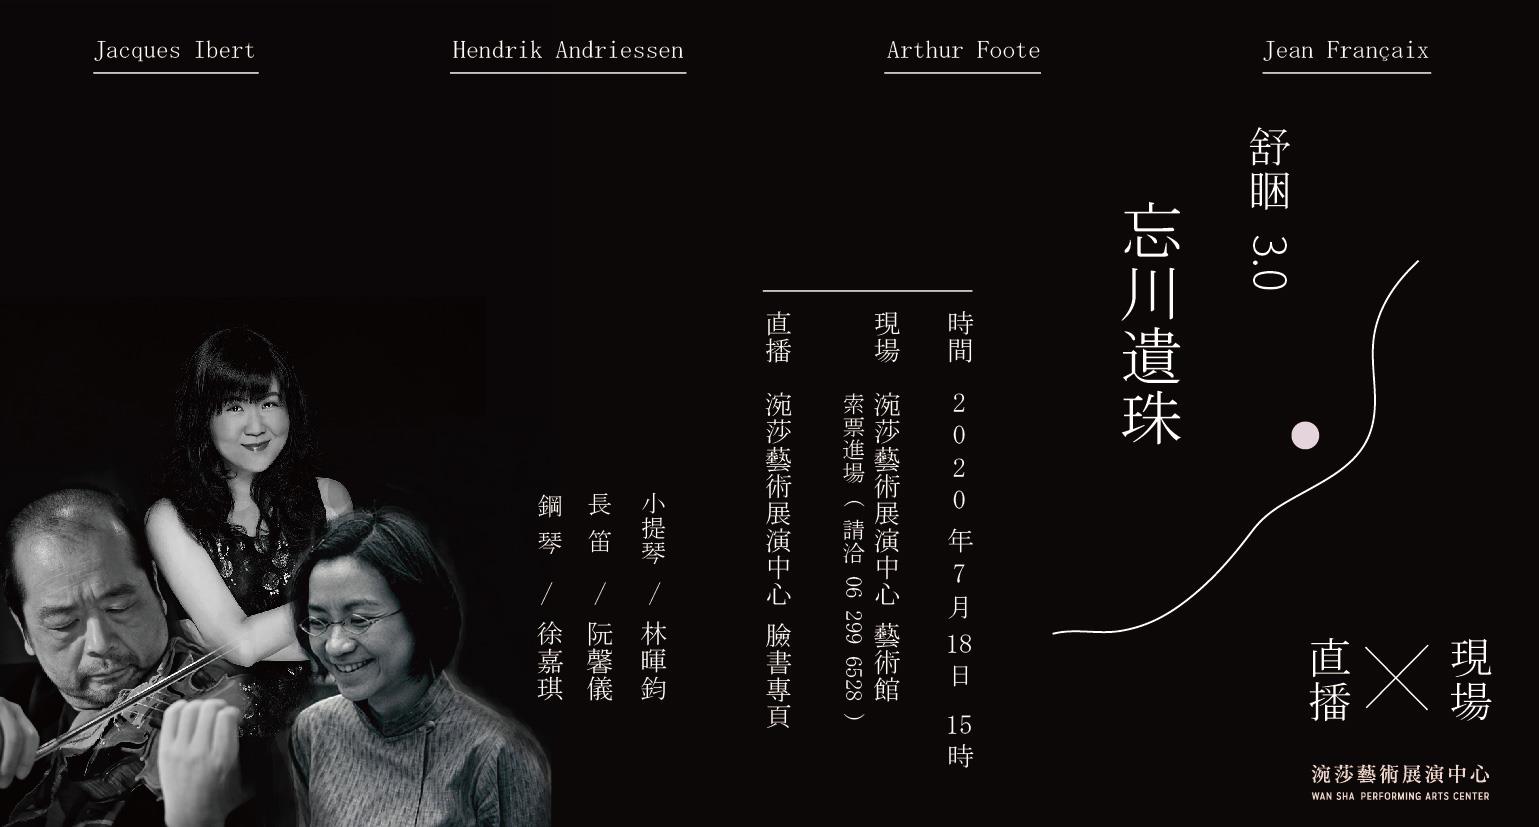 Jacques Ibert
Hendrik Andriessen
Arthur Foote
Jean Françaix
舒睏 3.0
忘川遺珠
時間 2020年7月18日 15時
現場 涴莎藝術展演中心 藝術館
索票進場(請洽 06 299 6528)
直播 涴莎藝術展演中心 臉書專頁
小提琴 / 林暉鈞
長笛 / 阮馨儀
鋼琴 / 徐嘉琪
現場
直播
涴莎藝術展演中心
WAN SHA PERFORMING ARTS CENTER